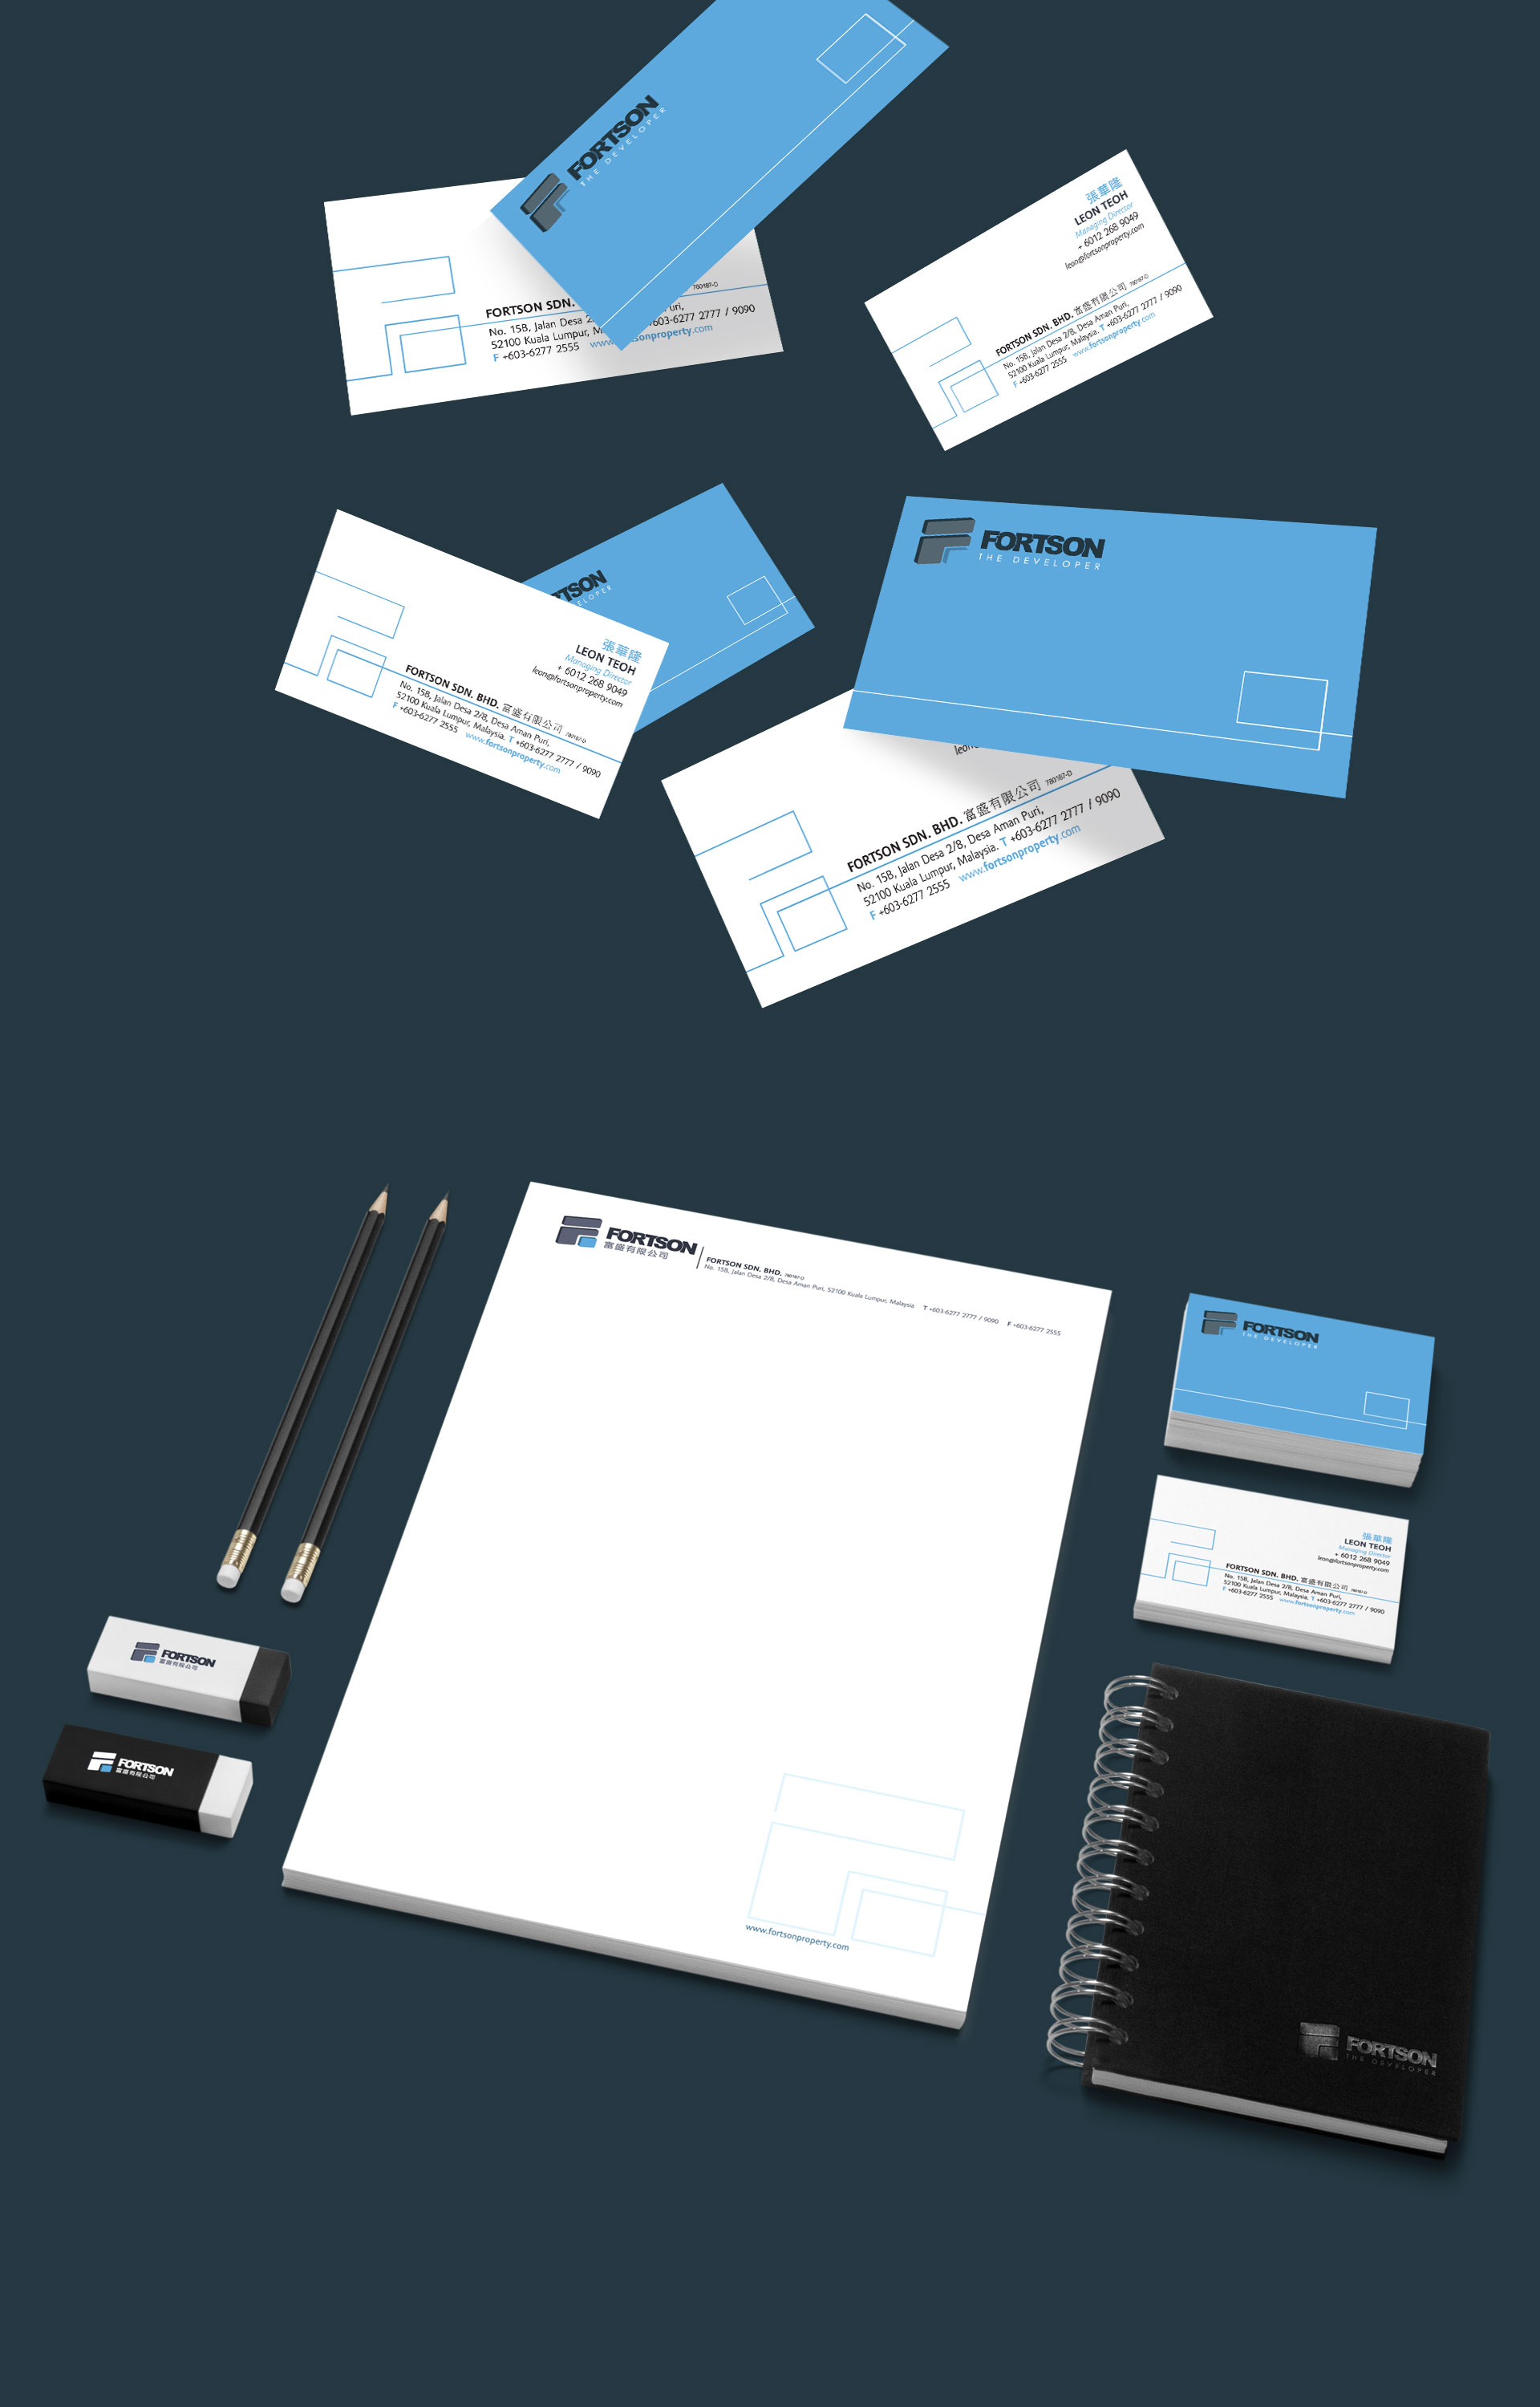 FORTSON
THE DEVELOPER
FORTSON SDN.
700187-D
No. 15B, Jalan Desa 2 uri,
52100 Kuala Lumpur, M 603-6277 2777 / 9090
F +603-6277 2555 www. sonproperty.com
張華隆
LEON TEOH
Managing Director
+ 6012 268 9049
leon@fortsonproperty.com
FORTSON SDN. BHD. 富盛有限公司 700187-D
No. 15B, Jalan Desa 2/8, Desa Aman Puri,
52100 Kuala Lumpur, Malaysia. T +603-6277 2777 / 9090
F +603-6277 2555 www.fortsonproperty.com
TSON
ELOPER
張華隆
LEON TEOH
Managing Director
+ 6012 268 9049
leon@fortsonproperty.com
FORTSON SDN. BHD. 富盛有限公司
No. 15B, Jalan Desa 2/8, Desa Aman Puri,
52100 Kuala Lumpur, Malaysia. T +603-6277 2777 / 9090
F +603-6277 2555 www.fortsonproperty.com
FORTSON
THE DEVELOPER
leon
FORTSON SDN. BHD. 富盛有限公司 780187-D
No. 15B, Jalan Desa 2/8, Desa Aman Puri,
52100 Kuala Lumpur, Malaysia. T +603-6277 2777 / 9090
F +603-6277 2555 www.fortsonproperty.com
FORTSON
富盛有限公司
FORTSON SDN. BHD.
No. 15B, Jalan Desa 2/8, Desa Aman Puri, 52100 Kuala Lumpur, Malaysia T +603-6277 2777 / 9090 F +603-6277 2555
www.fortsonproperty.com
FORTSON
THE DEVELOPER
張華隆
LEON TEOH
Managing Director
+ 6012 268 9049
leon@fortsonproperty.com
FORTSON SDN. BHD. 富盛有限公司
No. 15B, Jalan Desa 2/8, Desa Aman Puri,
52100 Kuala Lumpur, Malaysia. T +603-6277 2777 / 9090
F +603-6277 2555 www.fortsonproperty.com
FORTSON
富盛有限公司
FORTSON
富盛有限公司
FORTSON
THE DEVELOPER